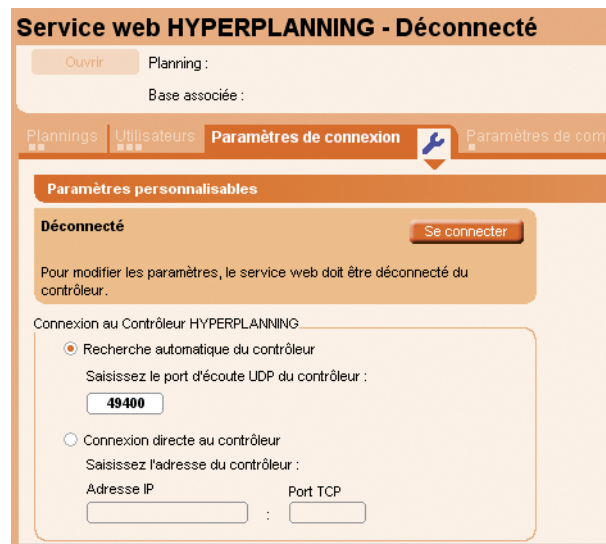 Service web HYPERPLANNING - Déconnecté
Ouvrir Planning :
Base associée :
Plannings Utilisateurs Paramètres de connexion Paramètres de com
Paramètres personnalisables
Déconnecté Se connecter
Pour modifier les paramètres, le service web doit être déconnecté du
contrôleur.
Connexion au Contrôleur HYPERPLANNING
Recherche automatique du contrôleur
Saisissez le port d'écoute UDP du contrôleur :
49400
Connexion directe au contrôleur
Saisissez l'adresse du contrôleur :
Adresse IP Port TCP
: